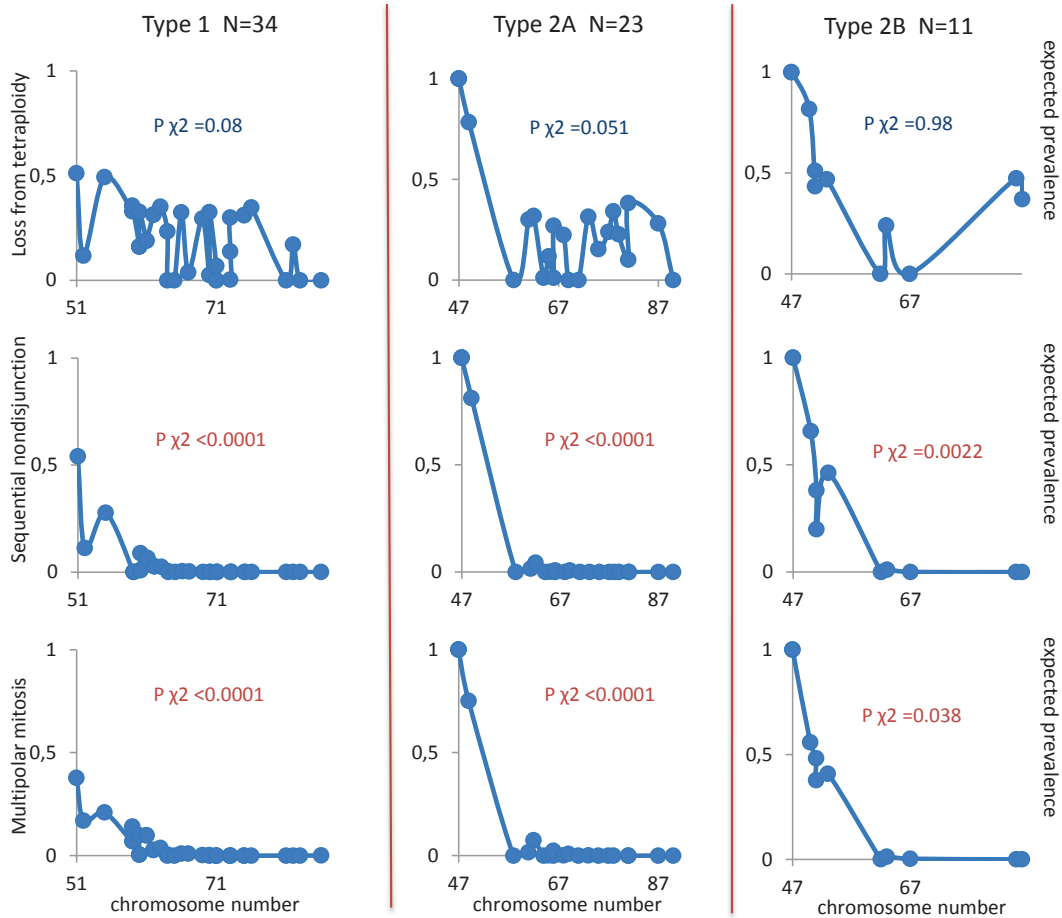 Type 1 N=34
Type 2A N=23
Type 2B N=11
Loss from tetraploidy
1
0,5
0
51
71
P χ2 =0.08
1
0,5
0
47
67
87
P χ2 =0.051
1
0,5
0
47
67
P χ2 =0.98
expected prevalence
Sequential nondisjunction
1
0,5
0
51
71
P χ2 <0.0001
1
0,5
0
47
67
87
P χ2 <0.0001
1
0,5
0
47
67
P χ2 =0.0022
expected prevalence
Multipolar mitosis
1
0,5
0
51
71
P χ2 <0.0001
chromosome number
1
0,5
0
47
67
87
P χ2 <0.0001
chromosome number
1
0,5
0
47
67
P χ2 =0.038
chromosome number
expected prevalence